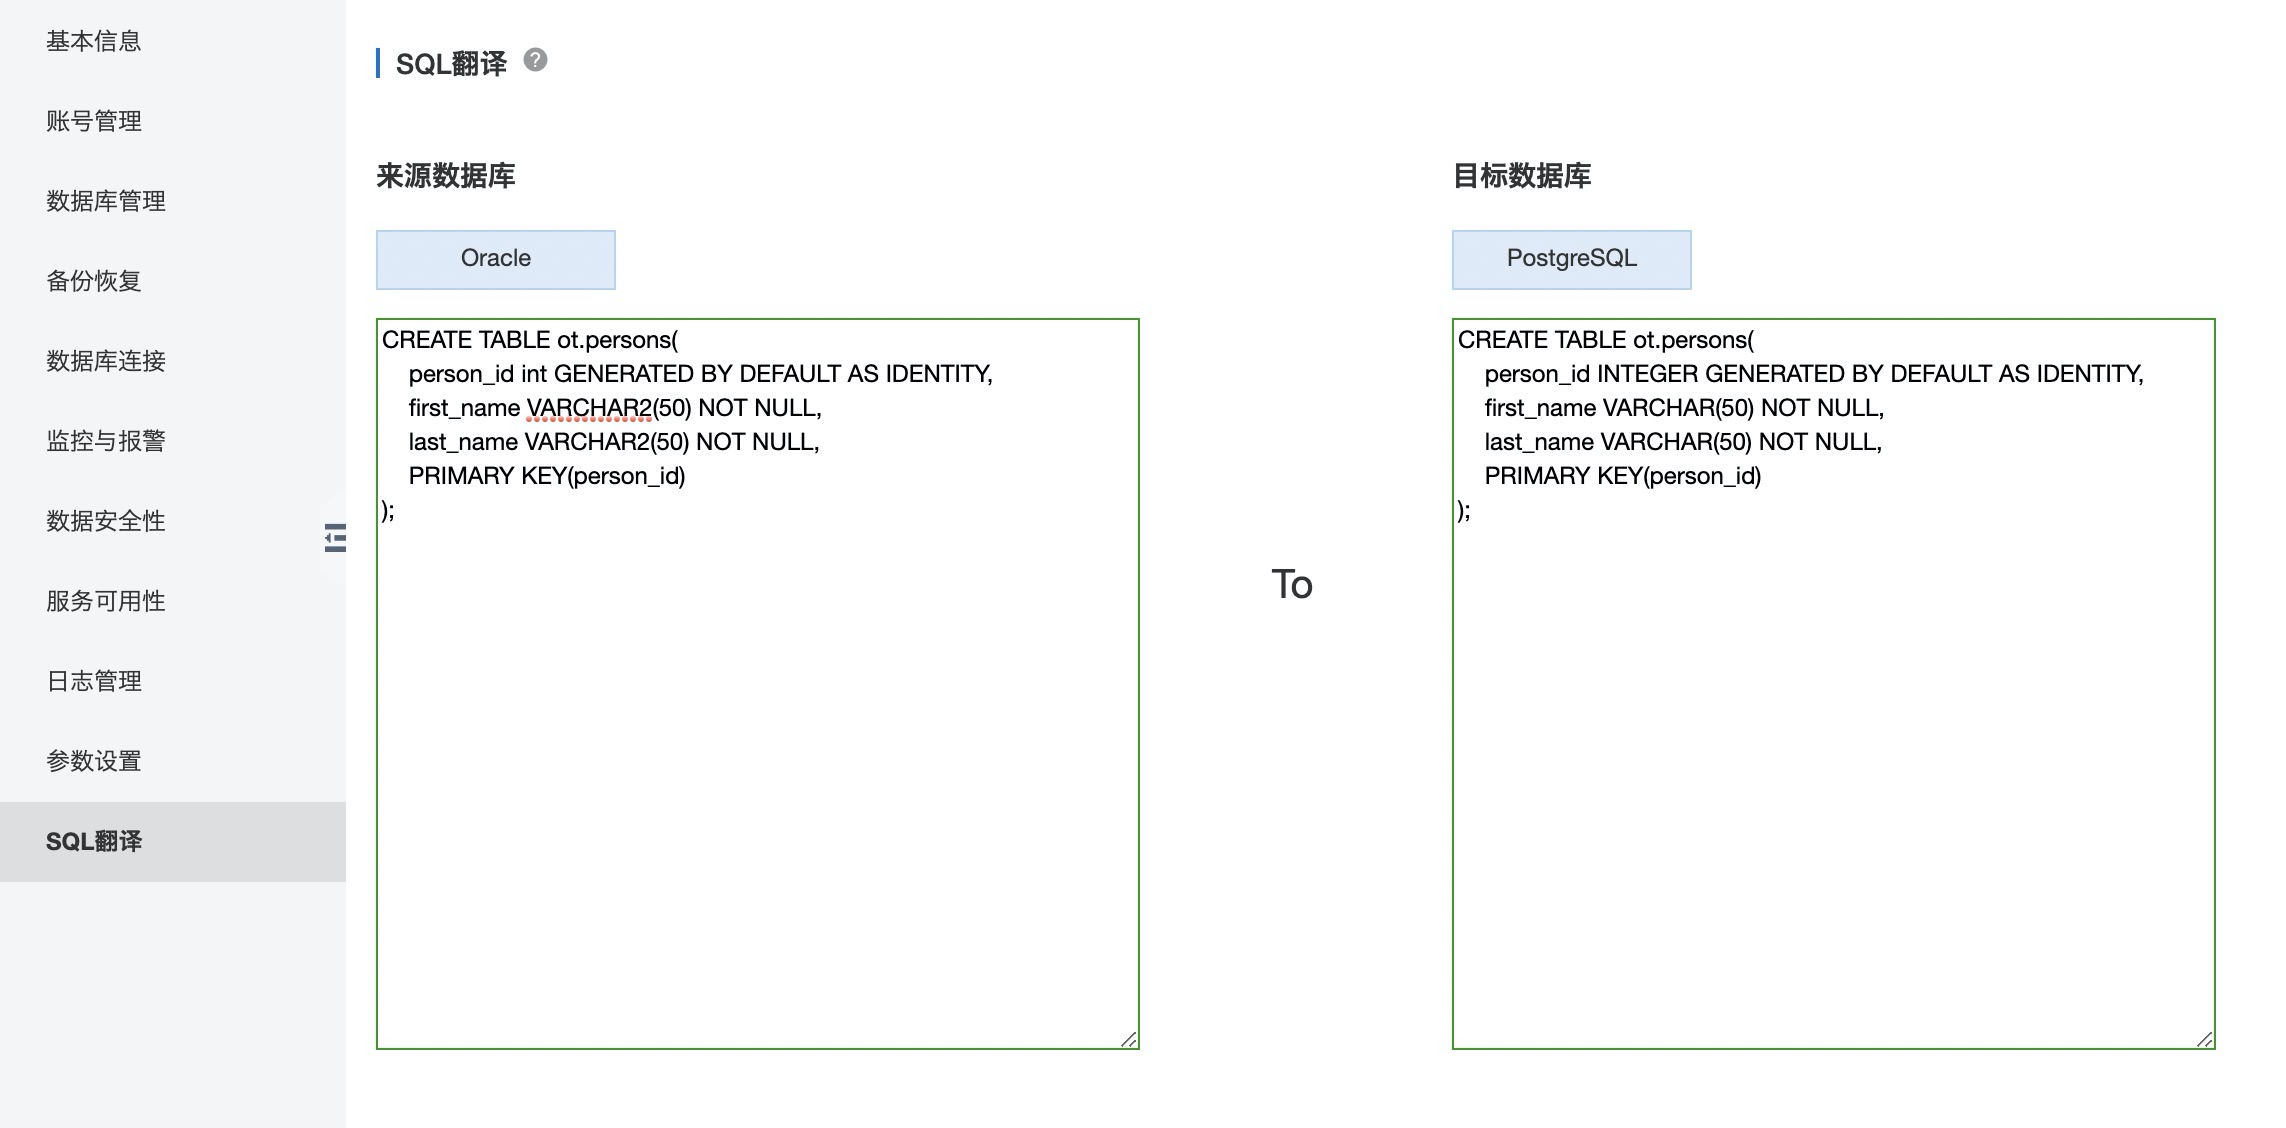 基本信息
账号管理
数据库管理
备份恢复
数据库连接
监控与报警
数据安全性
服务可用性
日志管理
参数设置
SQL翻译
SQL翻译 ?
来源数据库
Oracle
CREATE TABLE ot.persons(
    person_id int GENERATED BY DEFAULT AS IDENTITY,
    first_name VARCHAR2(50) NOT NULL,
    last_name VARCHAR2(50) NOT NULL,
    PRIMARY KEY(person_id)
);
To
目标数据库
PostgreSQL
CREATE TABLE ot.persons(
    person_id INTEGER GENERATED BY DEFAULT AS IDENTITY,
    first_name VARCHAR(50) NOT NULL,
    last_name VARCHAR(50) NOT NULL,
    PRIMARY KEY(person_id)
);